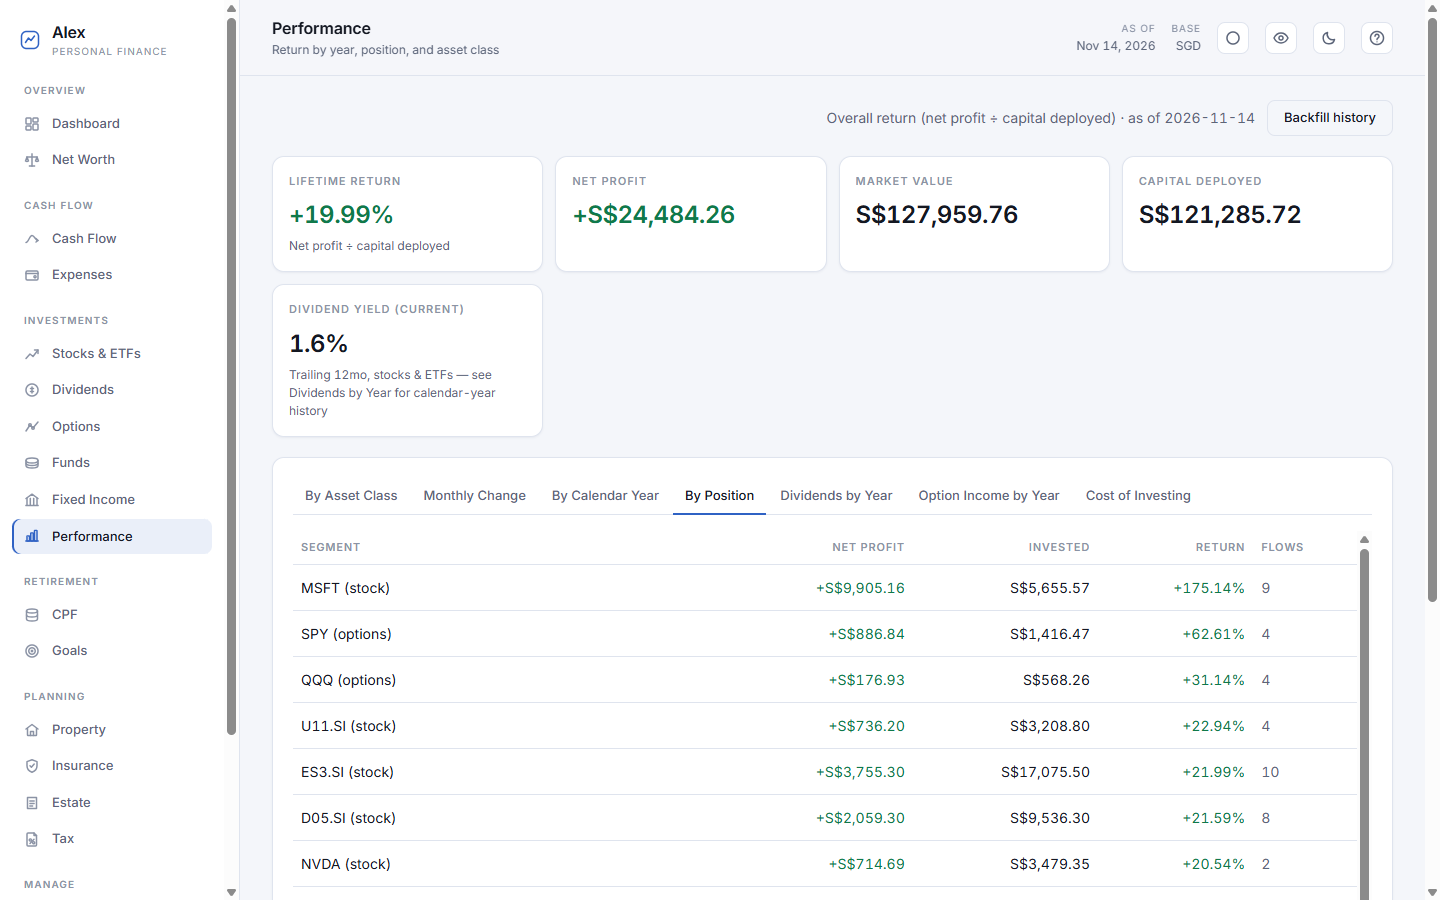 Alex
PERSONAL FINANCE
OVERVIEW
Dashboard
Net Worth
CASH FLOW
Cash Flow
Expenses
INVESTMENTS
Stocks & ETFs
Dividends
Options
Funds
Fixed Income
Performance
RETIREMENT
CPF
Goals
PLANNING
Property
Insurance
Estate
Tax
MANAGE
Performance
Return by year, position, and asset class
AS OF
Nov 14, 2026
BASE
SGD
Overall return (net profit ÷ capital deployed) · as of 2026-11-14
Backfill history
LIFETIME RETURN
+19.99%
Net profit ÷ capital deployed
NET PROFIT
+S$24,484.26
MARKET VALUE
S$127,959.76
CAPITAL DEPLOYED
S$121,285.72
DIVIDEND YIELD (CURRENT)
1.6%
Trailing 12mo, stocks & ETFs — see
Dividends by Year for calendar-year
history
By Asset Class Monthly Change By Calendar Year By Position Dividends by Year Option Income by Year Cost of Investing
SEGMENT NET PROFIT INVESTED RETURN FLOWS
MSFT (stock) +S$9,905.16 S$5,655.57 +175.14% 9
SPY (options) +S$886.84 S$1,416.47 +62.61% 4
QQQ (options) +S$176.93 S$568.26 +31.14% 4
U11.SI (stock) +S$736.20 S$3,208.80 +22.94% 4
ES3.SI (stock) +S$3,755.30 S$17,075.50 +21.99% 10
D05.SI (stock) +S$2,059.30 S$9,536.30 +21.59% 8
NVDA (stock) +S$714.69 S$3,479.35 +20.54% 2